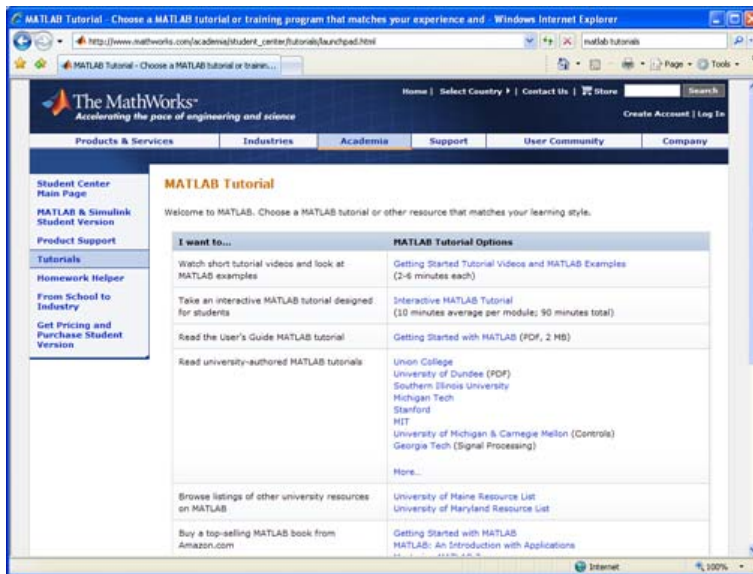 MATLAB Tutorial - Choose a MATLAB tutorial or training program that matches your experience and - Windows Internet Explorer
http://www.mathworks.com/academia/student_center/tutorials/launchpad.html
matlab tutorials
MATLAB Tutorial - Choose a MATLAB tutorial or trainin...
Page
Tools
Home | Select Country | Contact Us | Store
Search
The MathWorks
Accelerating the pace of engineering and science
Create Account | Log In
Products & Services
Industries
Academia
Support
User Community
Company
Student Center
Main Page
MATLAB & Simulink
Student Version
Product Support
Tutorials
Homework Helper
From School to
Industry
Get Pricing and
Purchase Student
Version
MATLAB Tutorial
Welcome to MATLAB. Choose a MATLAB tutorial or other resource that matches your learning style.
I want to... MATLAB Tutorial Options
Watch short tutorial videos and look at
MATLAB examples
Getting Started Tutorial Videos and MATLAB Examples
(2-6 minutes each)
Take an interactive MATLAB tutorial designed
for students
Interactive MATLAB Tutorial
(10 minutes average per module; 90 minutes total)
Read the User's Guide MATLAB tutorial
Getting Started with MATLAB (PDF, 2 MB)
Read university-authored MATLAB tutorials
Union College
University of Dundee (PDF)
Southern Illinois University
Michigan Tech
Stanford
MIT
University of Michigan & Carnegie Mellon (Controls)
Georgia Tech (Signal Processing)
More...
Browse listings of other university resources
on MATLAB
University of Maine Resource List
University of Maryland Resource List
Buy a top-selling MATLAB book from
Amazon.com
Getting Started with MATLAB
MATLAB: An Introduction with Applications
Internet
100%